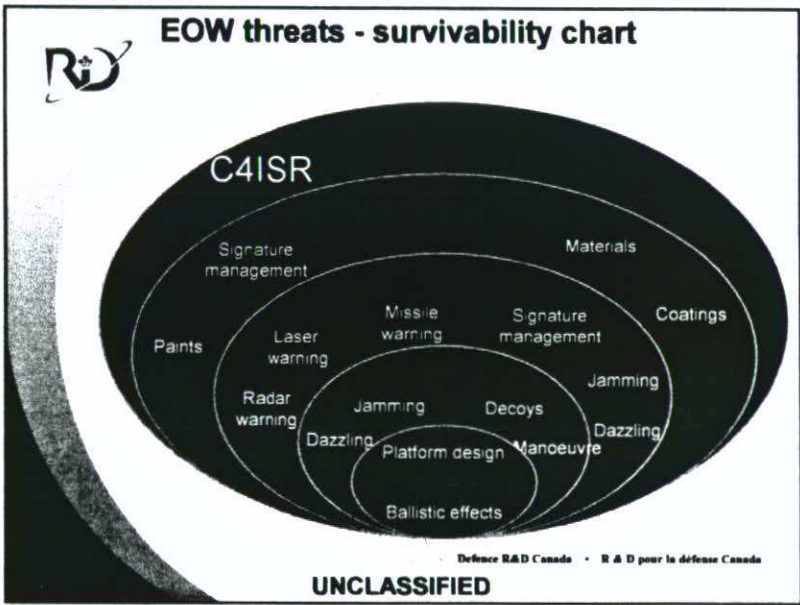 EOW threats - survivability chart
RD
C4ISR
Signature
management
Materials
Paints
Laser
warning
Missile
warning
Signature
management
Coatings
Radar
warning
Jamming
Decoys
Jamming
Dazzling
Platform design
Manoeuvre
Dazzling
Ballistic effects
Defence R&D Canada • R & D pour la défense Canada
UNCLASSIFIED